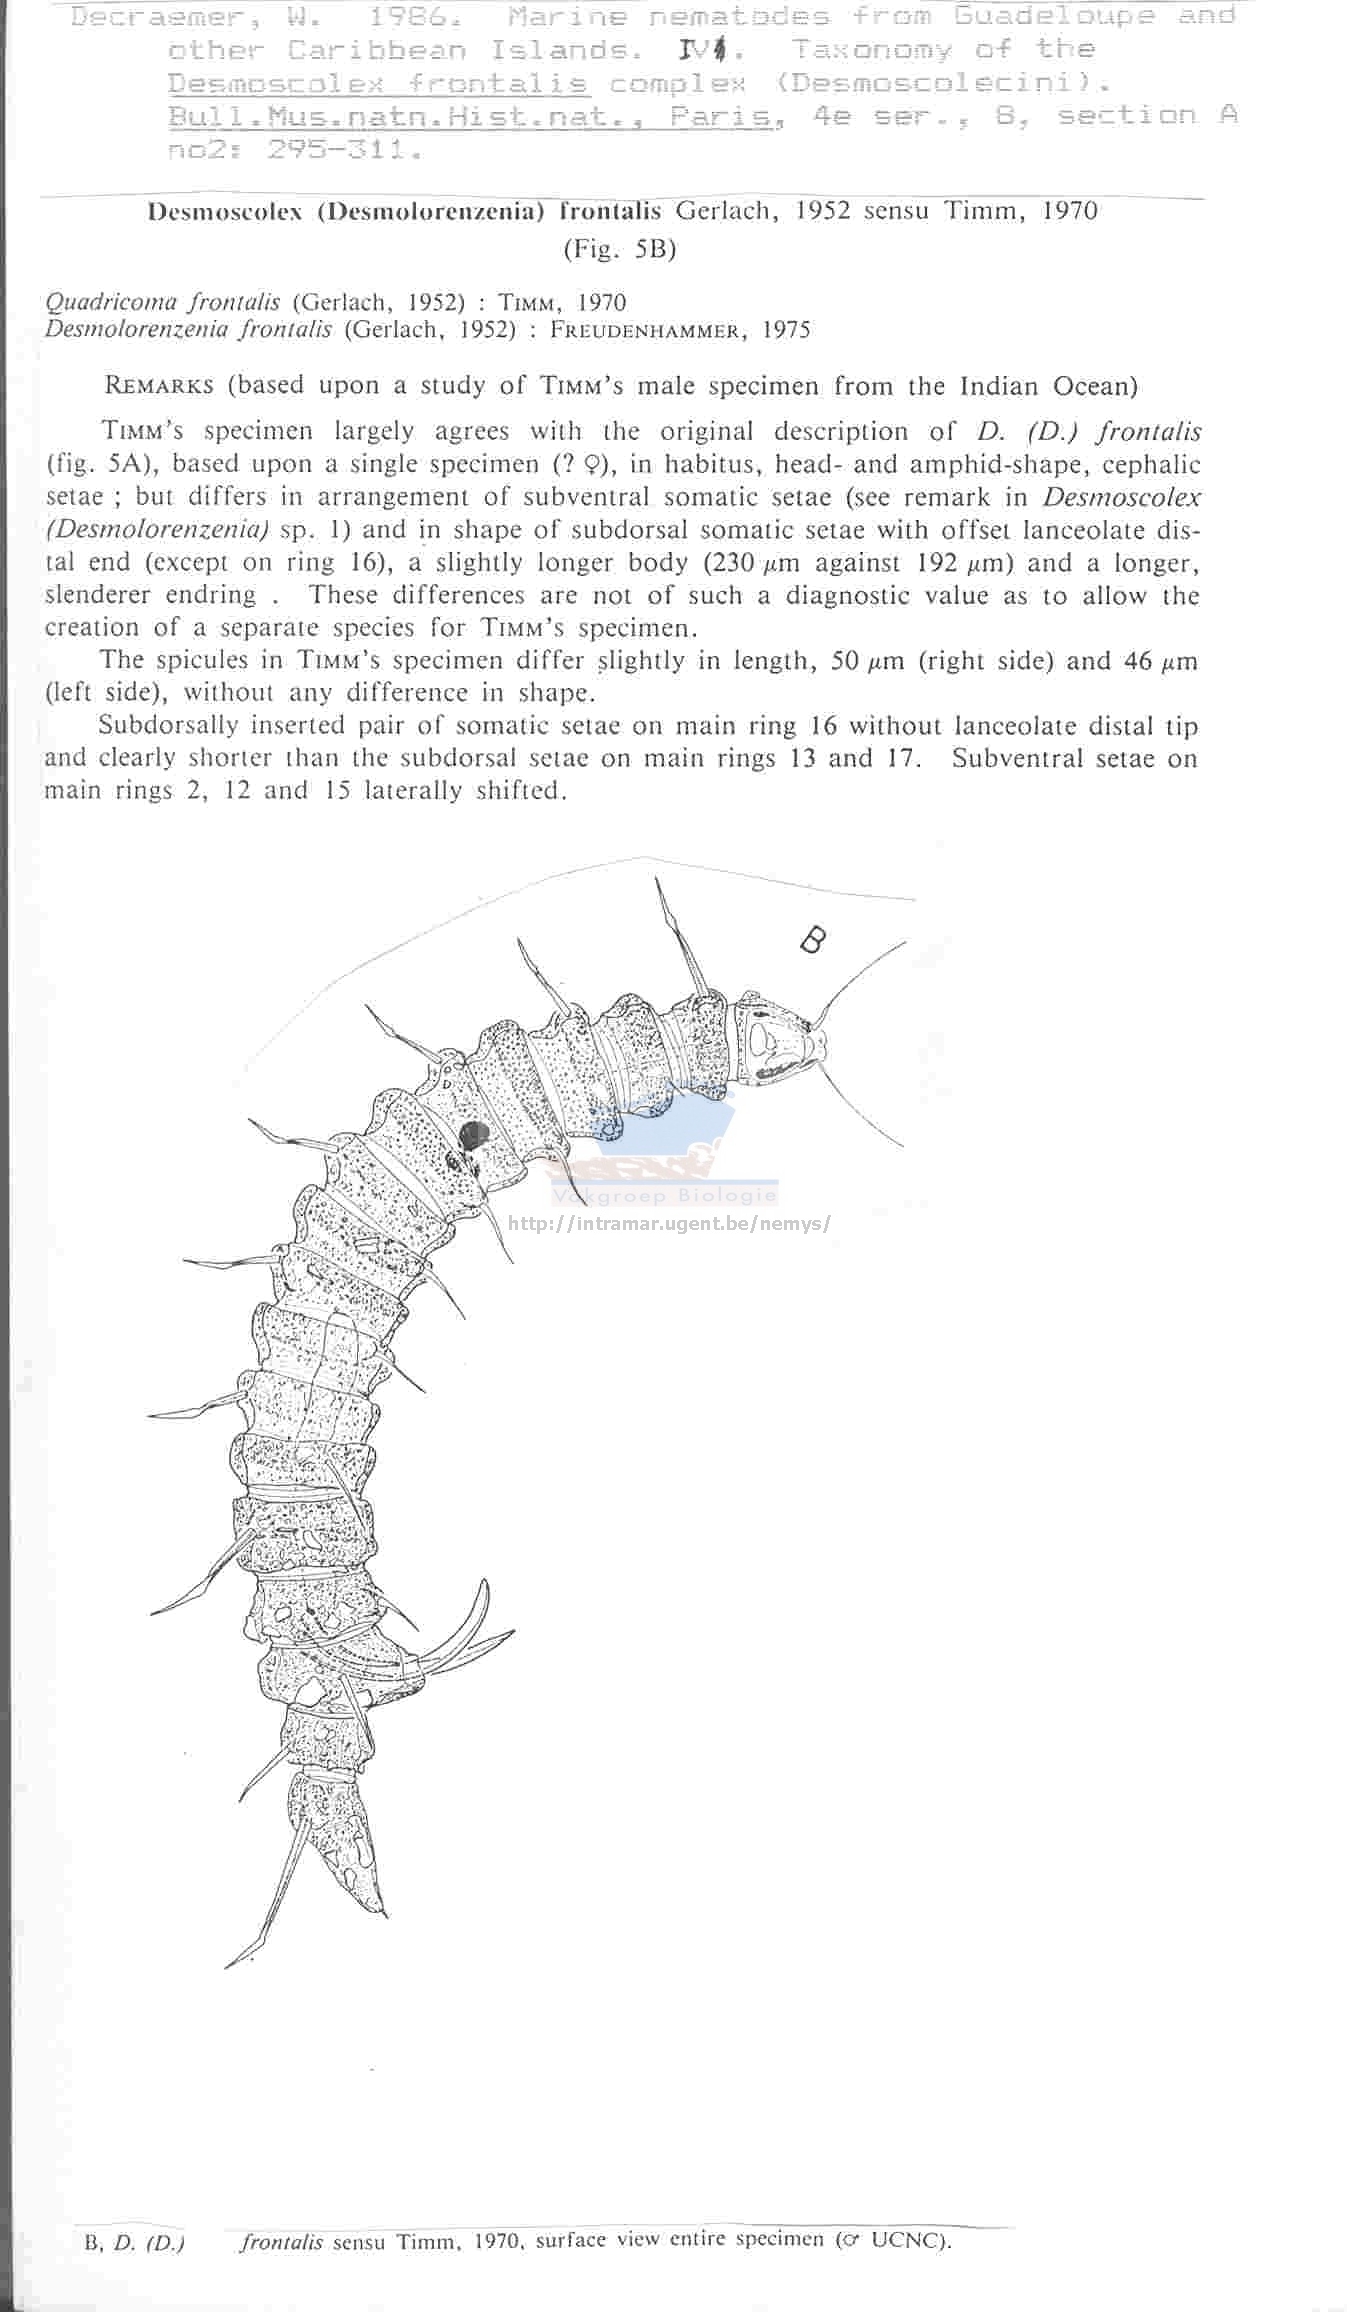 Decraemer, W. 1986. Marine nematodes from Guadeloupe and
other Caribbean Islands. IV. Taxonomy of the
Desmoscolex frontalis complex (Desmoscolecini).
Bull.Mus.natn.Hist.nat., Paris, 4e ser., 8, section A
no2: 295-311.
Desmoscolex (Desmolorenzenia) frontalis Gerlach, 1952 sensu Timm, 1970
(Fig. 5B)
Quadricoma frontalis (Gerlach, 1952) : TIMM, 1970
Desmolorenzenia frontalis (Gerlach, 1952) : FREUDENHAMMER, 1975
REMARKS (based upon a study of TIMM's male specimen from the Indian Ocean)
TIMM's specimen largely agrees with the original description of D. (D.) frontalis
(fig. 5A), based upon a single specimen (? ♀), in habitus, head- and amphid-shape, cephalic
setae ; but differs in arrangement of subventral somatic setae (see remark in Desmoscolex
(Desmolorenzenia) sp. 1) and in shape of subdorsal somatic setae with offset lanceolate dis-
tal end (except on ring 16), a slightly longer body (230 μm against 192 μm) and a longer,
slenderer endring . These differences are not of such a diagnostic value as to allow the
creation of a separate species for TIMM's specimen.
The spicules in TIMM's specimen differ slightly in length, 50 μm (right side) and 46 μm
(left side), without any difference in shape.
Subdorsally inserted pair of somatic setae on main ring 16 without lanceolate distal tip
and clearly shorter than the subdorsal setae on main rings 13 and 17. Subventral setae on
main rings 2, 12 and 15 laterally shifted.
B
Vakgroep Biologie
http://intramar.ugent.be/nemys/
B, D. (D.) frontalis sensu Timm, 1970, surface view entire specimen (♂ UCNC).